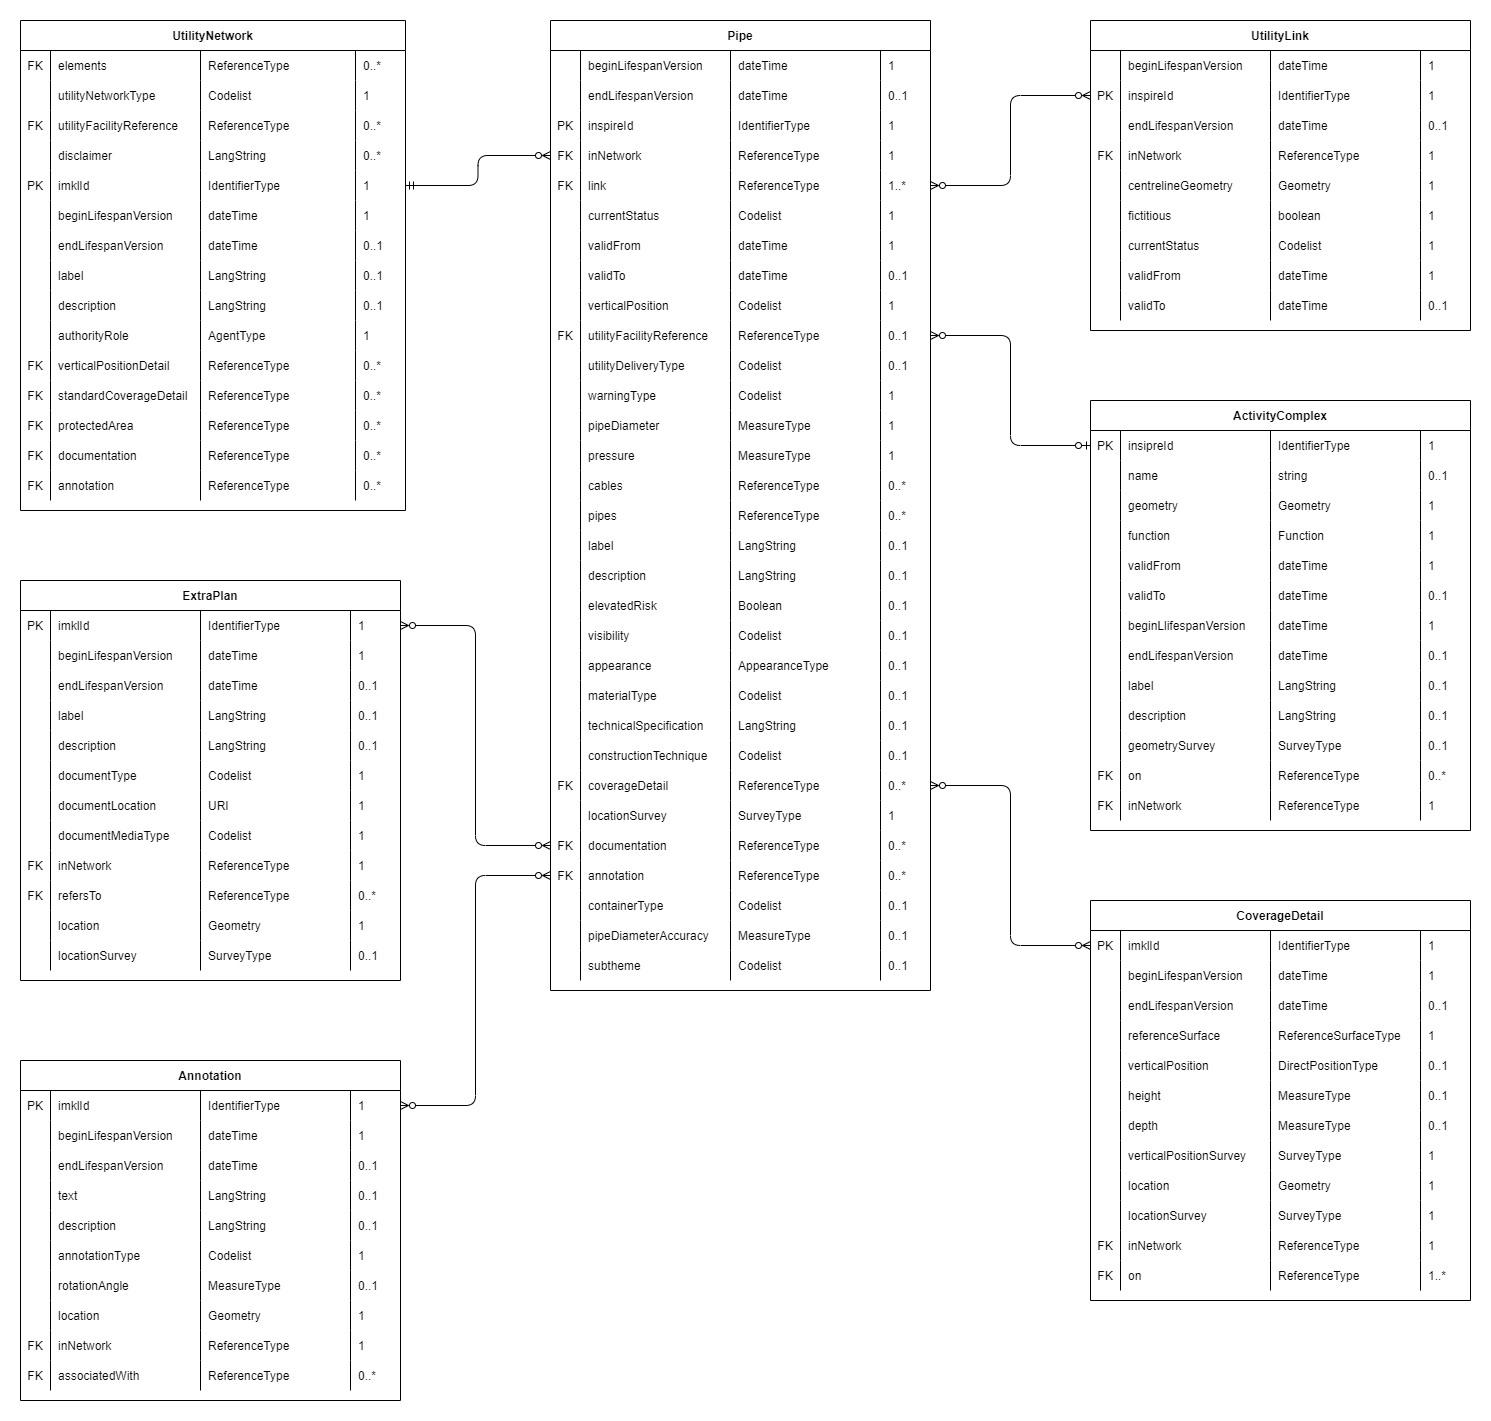 UtilityNetwork
FK elements ReferenceType 0..*
utilityNetworkType Codelist 1
FK utilityFacilityReference ReferenceType 0..*
disclaimer LangString 0..*
PK imklId IdentifierType 1
beginLifespanVersion dateTime 1
endLifespanVersion dateTime 0..1
label LangString 0..1
description LangString 0..1
authorityRole AgentType 1
FK verticalPositionDetail ReferenceType 0..*
FK standardCoverageDetail ReferenceType 0..*
FK protectedArea ReferenceType 0..*
FK documentation ReferenceType 0..*
FK annotation ReferenceType 0..*
ExtraPlan
PK imklId IdentifierType 1
beginLifespanVersion dateTime 1
endLifespanVersion dateTime 0..1
label LangString 0..1
description LangString 0..1
documentType Codelist 1
documentLocation URI 1
documentMediaType Codelist 1
FK inNetwork ReferenceType 1
FK refersTo ReferenceType 0..*
location Geometry 1
locationSurvey SurveyType 0..1
Annotation
PK imklId IdentifierType 1
beginLifespanVersion dateTime 1
endLifespanVersion dateTime 0..1
text LangString 0..1
description LangString 0..1
annotationType Codelist 1
rotationAngle MeasureType 0..1
location Geometry 1
FK inNetwork ReferenceType 1
FK associatedWith ReferenceType 0..*
Pipe
beginLifespanVersion dateTime 1
endLifespanVersion dateTime 0..1
PK inspireId IdentifierType 1
FK inNetwork ReferenceType 1
FK link ReferenceType 1..*
currentStatus Codelist 1
validFrom dateTime 1
validTo dateTime 0..1
verticalPosition Codelist 1
FK utilityFacilityReference ReferenceType 0..1
utilityDeliveryType Codelist 0..1
warningType Codelist 1
pipeDiameter MeasureType 1
pressure MeasureType 1
cables ReferenceType 0..*
pipes ReferenceType 0..*
label LangString 0..1
description LangString 0..1
elevatedRisk Boolean 0..1
visibility Codelist 0..1
appearance AppearanceType 0..1
materialType Codelist 0..1
technicalSpecification LangString 0..1
constructionTechnique Codelist 0..1
FK coverageDetail ReferenceType 0..*
locationSurvey SurveyType 1
FK documentation ReferenceType 0..*
FK annotation ReferenceType 0..*
containerType Codelist 0..1
pipeDiameterAccuracy MeasureType 0..1
subtheme Codelist 0..1
UtilityLink
beginLifespanVersion dateTime 1
PK inspireId IdentifierType 1
endLifespanVersion dateTime 0..1
FK inNetwork ReferenceType 1
centrelineGeometry Geometry 1
fictitious boolean 1
currentStatus Codelist 1
validFrom dateTime 1
validTo dateTime 0..1
ActivityComplex
PK insipreId IdentifierType 1
name string 0..1
geometry Geometry 1
function Function 1
validFrom dateTime 1
validTo dateTime 0..1
beginLlifespanVersion dateTime 1
endLifespanVersion dateTime 0..1
label LangString 0..1
description LangString 0..1
geometrySurvey SurveyType 0..1
FK on ReferenceType 0..*
FK inNetwork ReferenceType 1
CoverageDetail
PK imklId IdentifierType 1
beginLifespanVersion dateTime 1
endLifespanVersion dateTime 0..1
referenceSurface ReferenceSurfaceType 1
verticalPosition DirectPositionType 0..1
height MeasureType 0..1
depth MeasureType 0..1
verticalPositionSurvey SurveyType 1
location Geometry 1
locationSurvey SurveyType 1
FK inNetwork ReferenceType 1
FK on ReferenceType 1..*